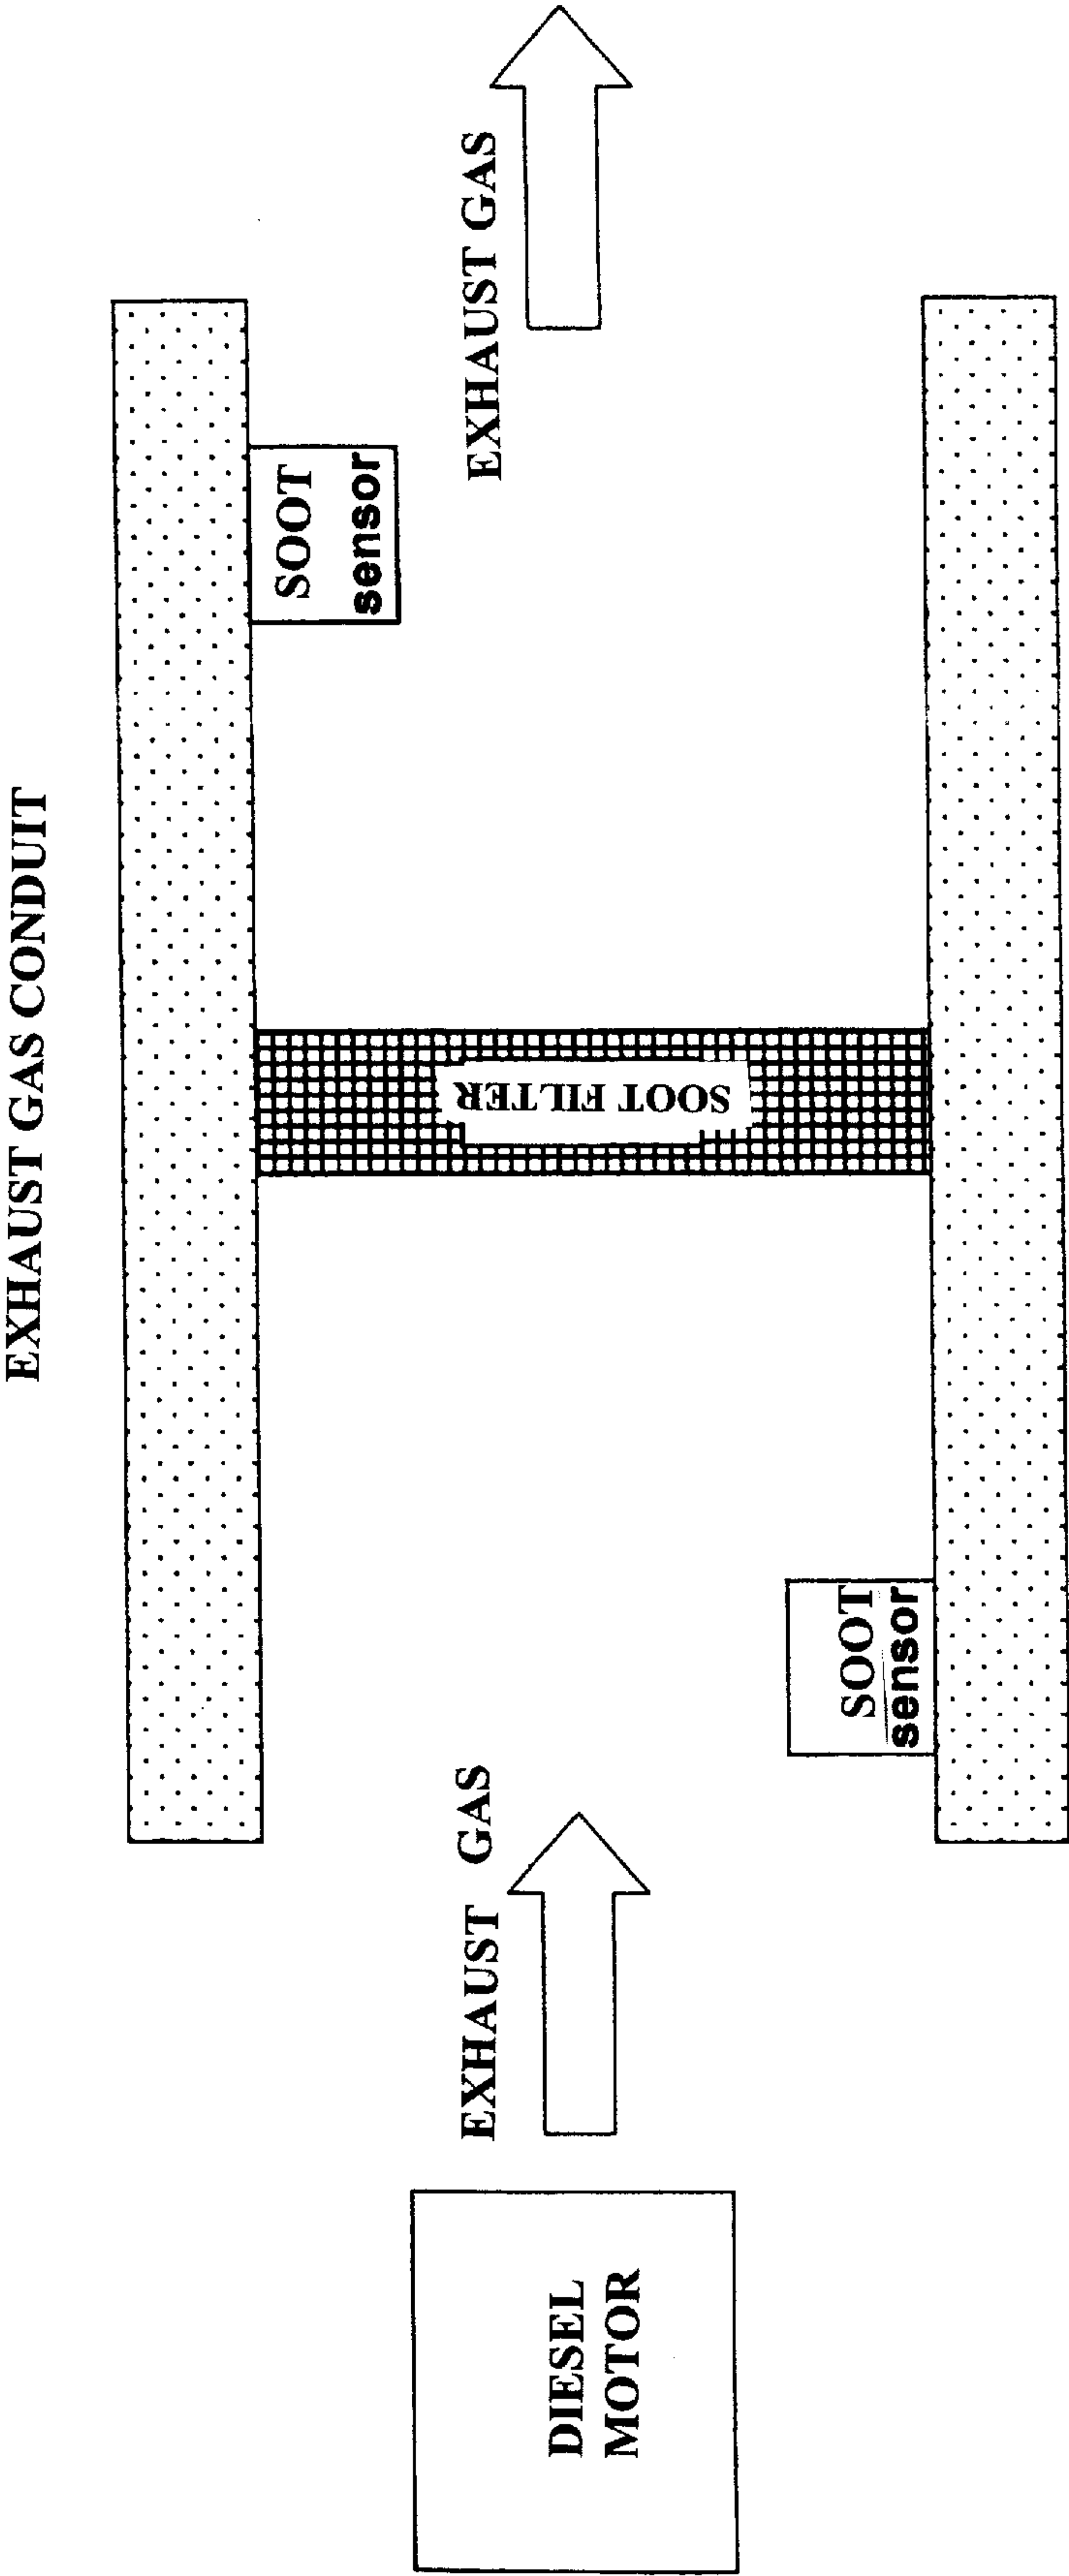 EXHAUST GAS CONDUIT
EXHAUST GAS
SOOT
sensor
SOOT FILTER
EXHAUST GAS
SOOT
sensor
DIESEL
MOTOR